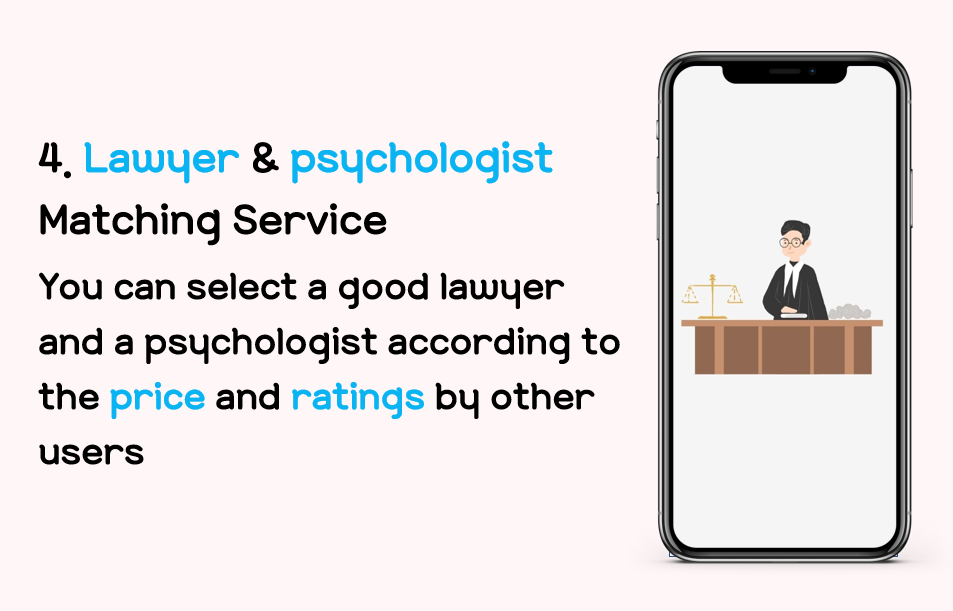 4. Lawyer & psychologist
Matching Service
You can select a good lawyer
and a psychologist according to
the price and ratings by other
users